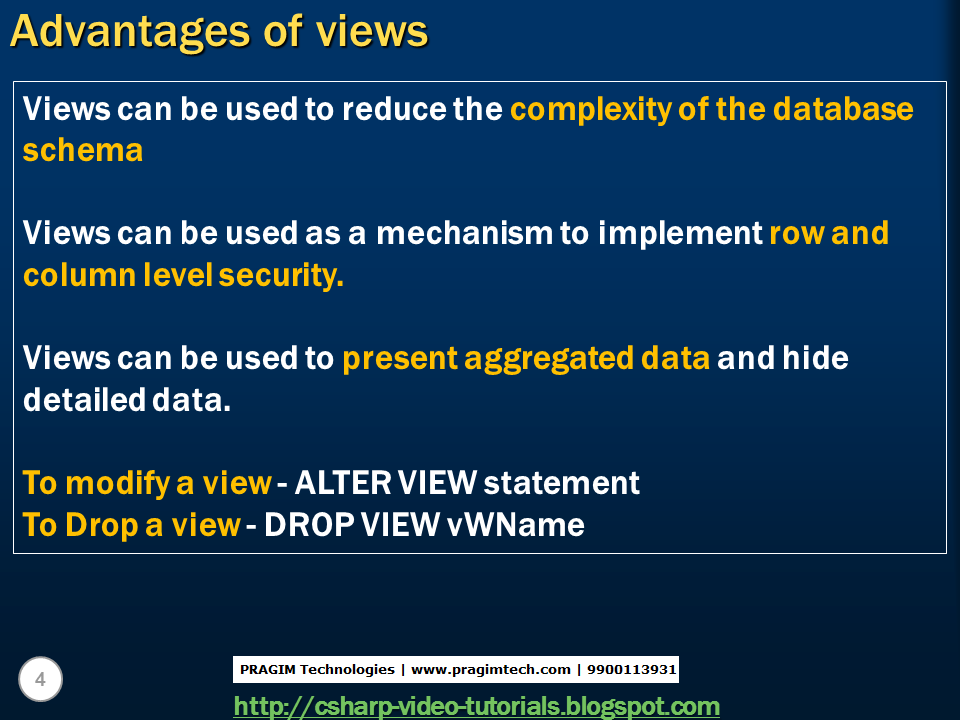 Advantages of views
Views can be used to reduce the complexity of the database
schema
Views can be used as a mechanism to implement row and
column level security.
Views can be used to present aggregated data and hide
detailed data.
To modify a view - ALTER VIEW statement
To Drop a view - DROP VIEW vWName
4
PRAGIM Technologies | www.pragimtech.com | 9900113931
http://csharp-video-tutorials.blogspot.com